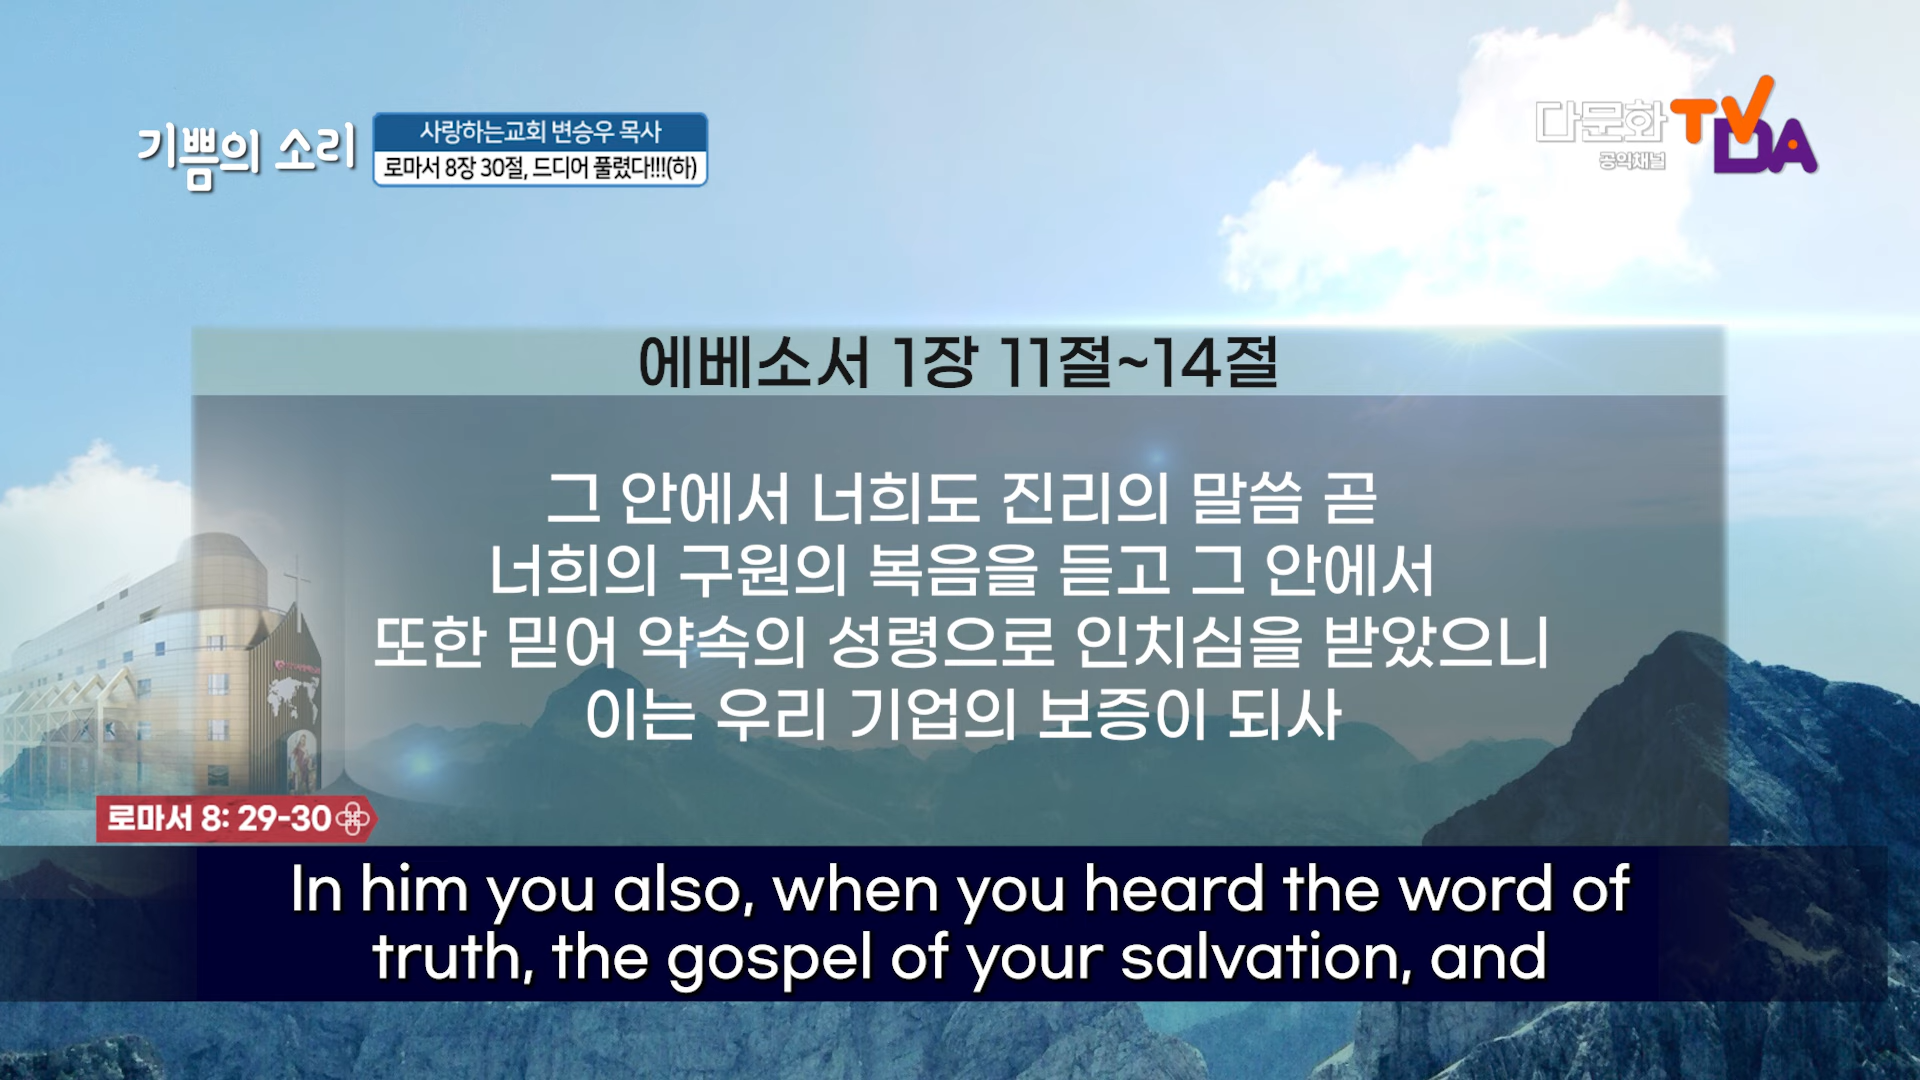 기쁨의 소리
사랑하는교회 변승우 목사
로마서 8장 30절, 드디어 풀렸다!!!(하)
다문화 TV
DA
공익채널
에베소서 1장 11절~14절
그 안에서 너희도 진리의 말씀 곧
너희의 구원의 복음을 듣고 그 안에서
또한 믿어 약속의 성령으로 인치심을 받았으니
이는 우리 기업의 보증이 되사
로마서 8: 29-30
In him you also, when you heard the word of
truth, the gospel of your salvation, and